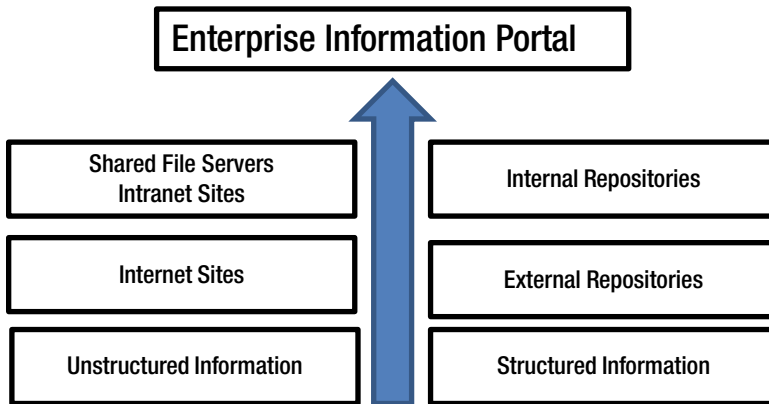 Enterprise Information Portal
Shared File Servers
Intranet Sites
Internal Repositories
Internet Sites
External Repositories
Unstructured Information
Structured Information